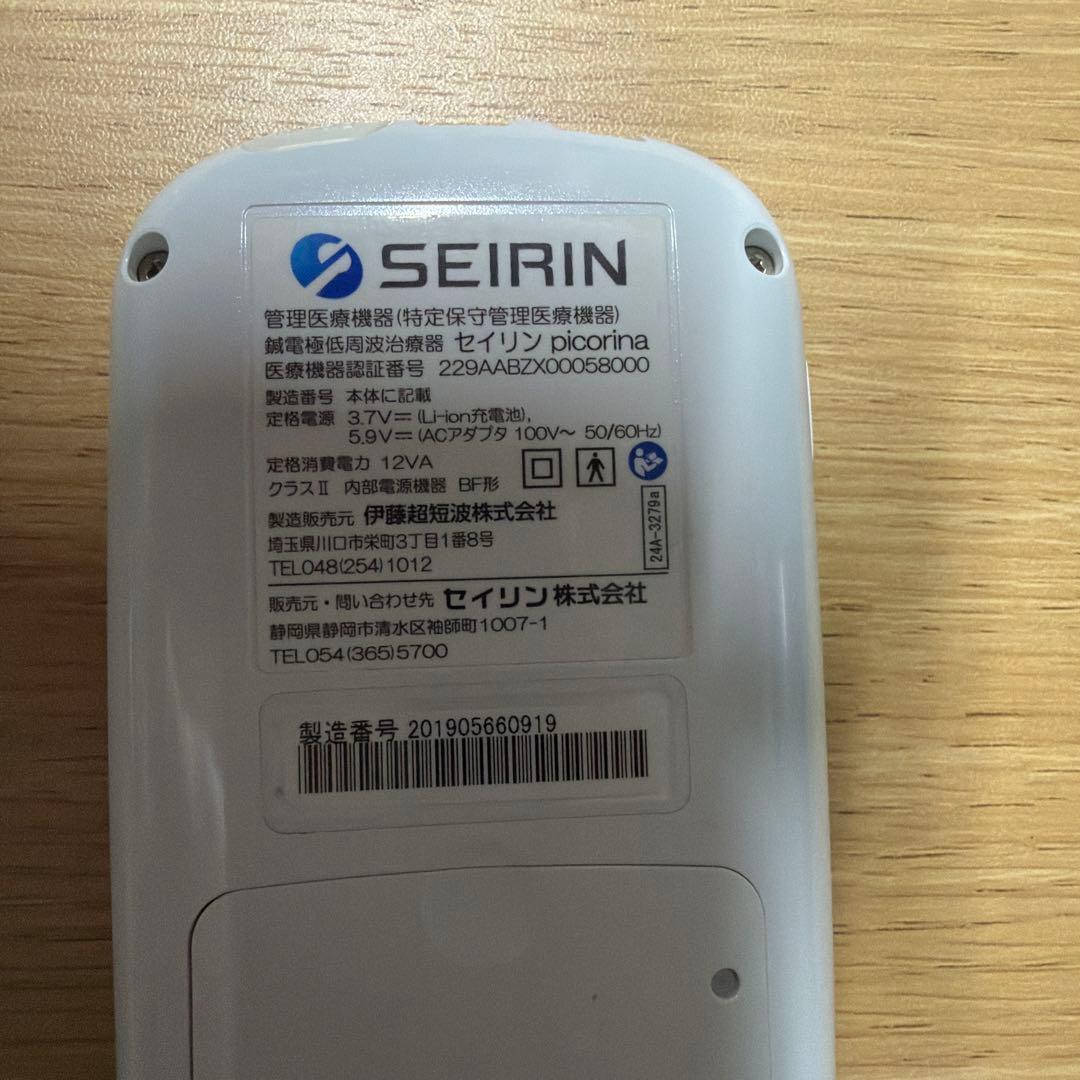 SEIRIN
管理医療機器(特定保守管理医療機器)
鍼電極低周波治療器 セイリン picorina
医療機器認証番号 229AABZX00058000
製造番号 本体に記載
定格電源 3.7V⎓(Li-ion充電池),
5.9V⎓(ACアダプタ 100V～ 50/60Hz)
定格消費電力 12VA
クラスⅡ 内部電源機器 BF形
製造販売元 伊藤超短波株式会社
埼玉県川口市栄町3丁目1番8号
TEL048(254)1012
24A-3279a
販売元・問い合わせ先 セイリン株式会社
静岡県静岡市清水区袖師町1007-1
TEL054(365)5700
製造番号 201905660919